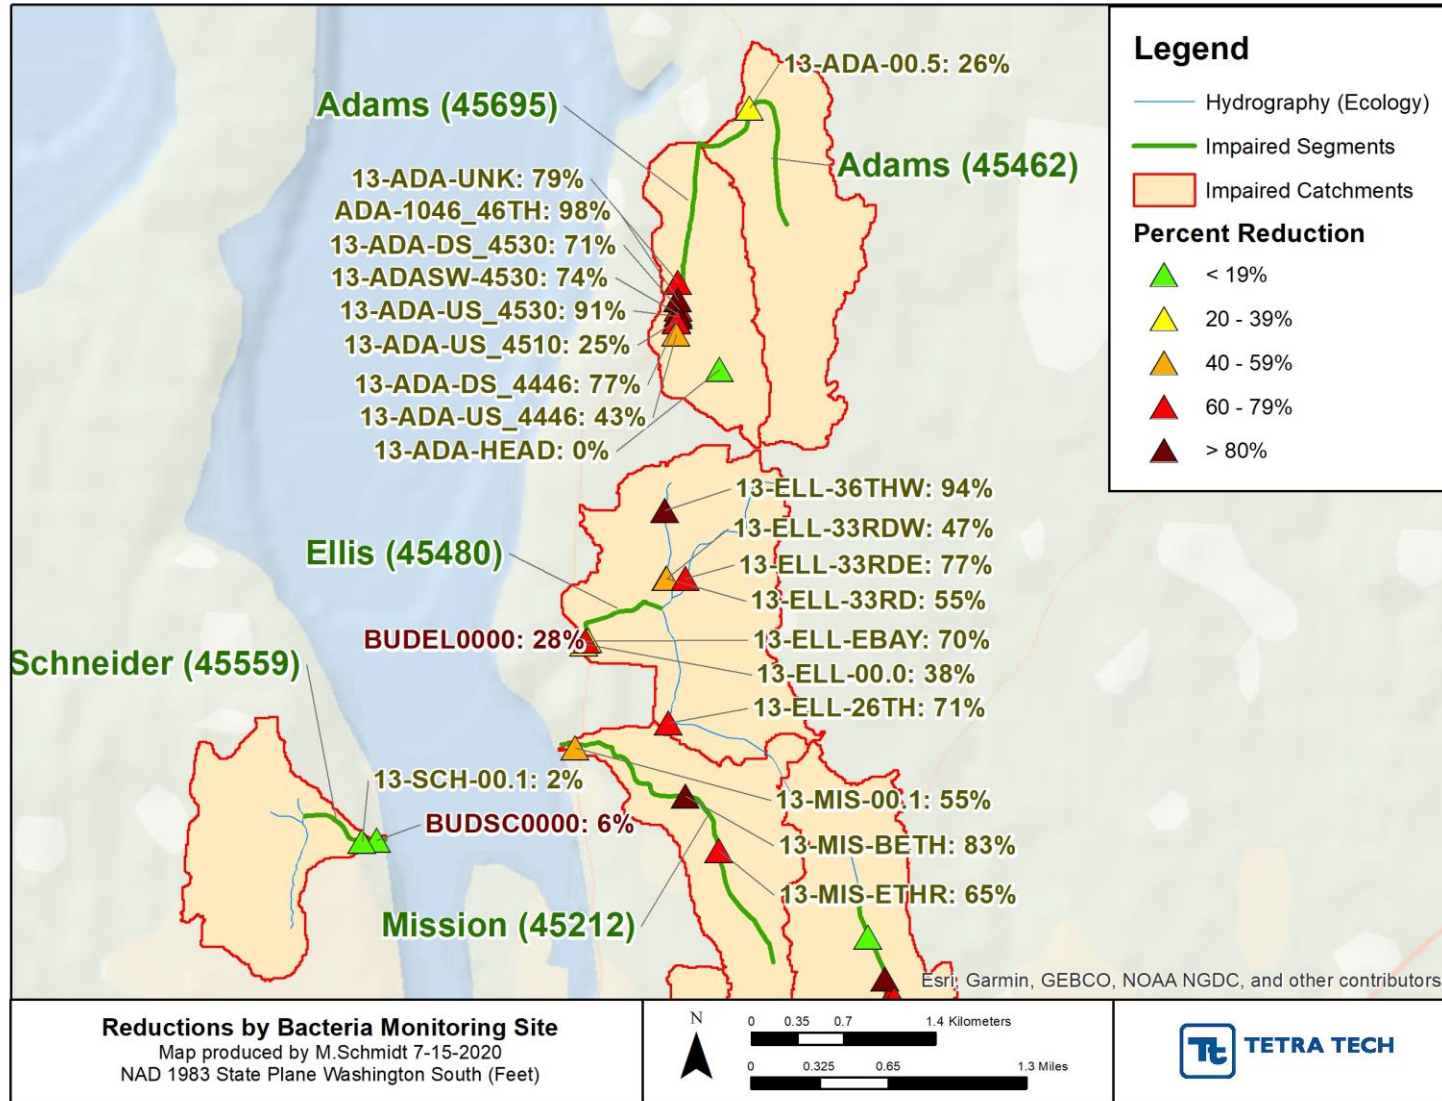 13-ADA-00.5: 26%
Adams (45695)
Adams (45462)
13-ADA-UNK: 79%
ADA-1046_46TH: 98%
13-ADA-DS_4530: 71%
13-ADASW-4530: 74%
13-ADA-US_4530: 91%
13-ADA-US_4510: 25%
13-ADA-DS_4446: 77%
13-ADA-US_4446: 43%
13-ADA-HEAD: 0%
13-ELL-36THW: 94%
13-ELL-33RDW: 47%
Ellis (45480)
13-ELL-33RDE: 77%
13-ELL-33RD: 55%
BUDEL0000: 28%
13-ELL-EBAY: 70%
13-ELL-00.0: 38%
Schneider (45559)
13-ELL-26TH: 71%
13-SCH-00.1: 2%
13-MIS-00.1: 55%
BUDSC0000: 6%
13-MIS-BETH: 83%
13-MIS-ETHR: 65%
Mission (45212)
Esri, Garmin, GEBCO, NOAA NGDC, and other contributors
Legend
Hydrography (Ecology)
Impaired Segments
Impaired Catchments
Percent Reduction
< 19%
20 - 39%
40 - 59%
60 - 79%
> 80%
Reductions by Bacteria Monitoring Site
Map produced by M.Schmidt 7-15-2020
NAD 1983 State Plane Washington South (Feet)
N
0 0.35 0.7 1.4 Kilometers
0 0.325 0.65 1.3 Miles
Tt TETRA TECH